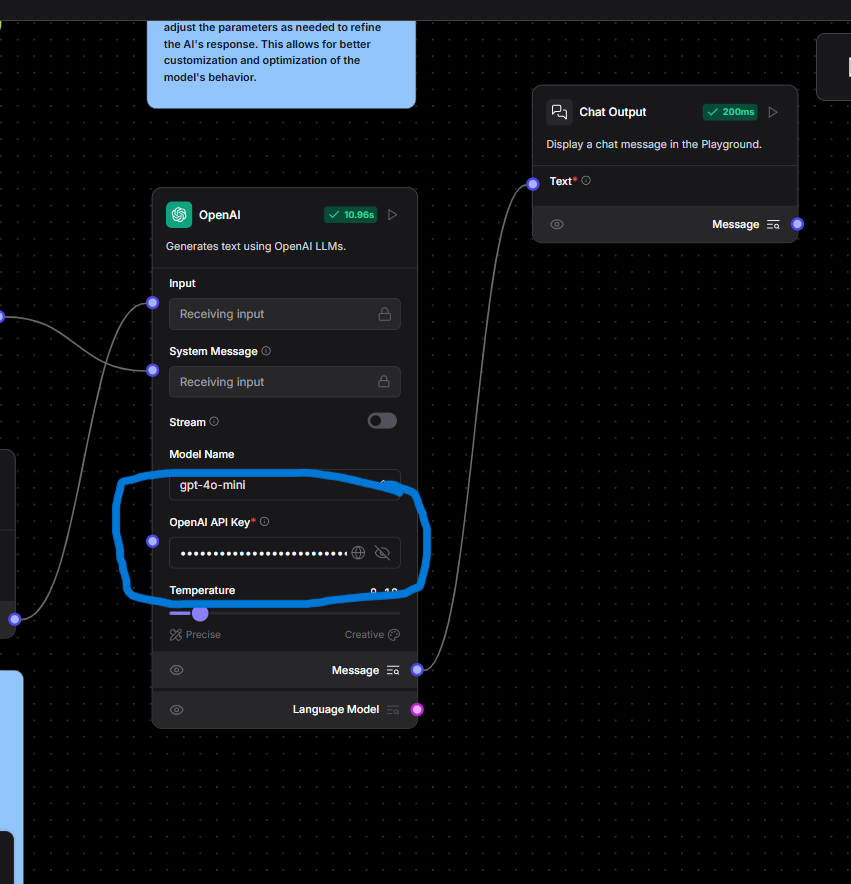 adjust the parameters as needed to refine
the AI's response. This allows for better
customization and optimization of the
model's behavior.
Chat Output
200ms
Display a chat message in the Playground.
Text*
Message
OpenAI
10.96s
Generates text using OpenAI LLMs.
Input
Receiving input
System Message
Receiving input
Stream
Model Name
gpt-4o-mini
OpenAI API Key*
••••••••••••••••••••••••••
Temperature
Precise
Creative
Message
Language Model